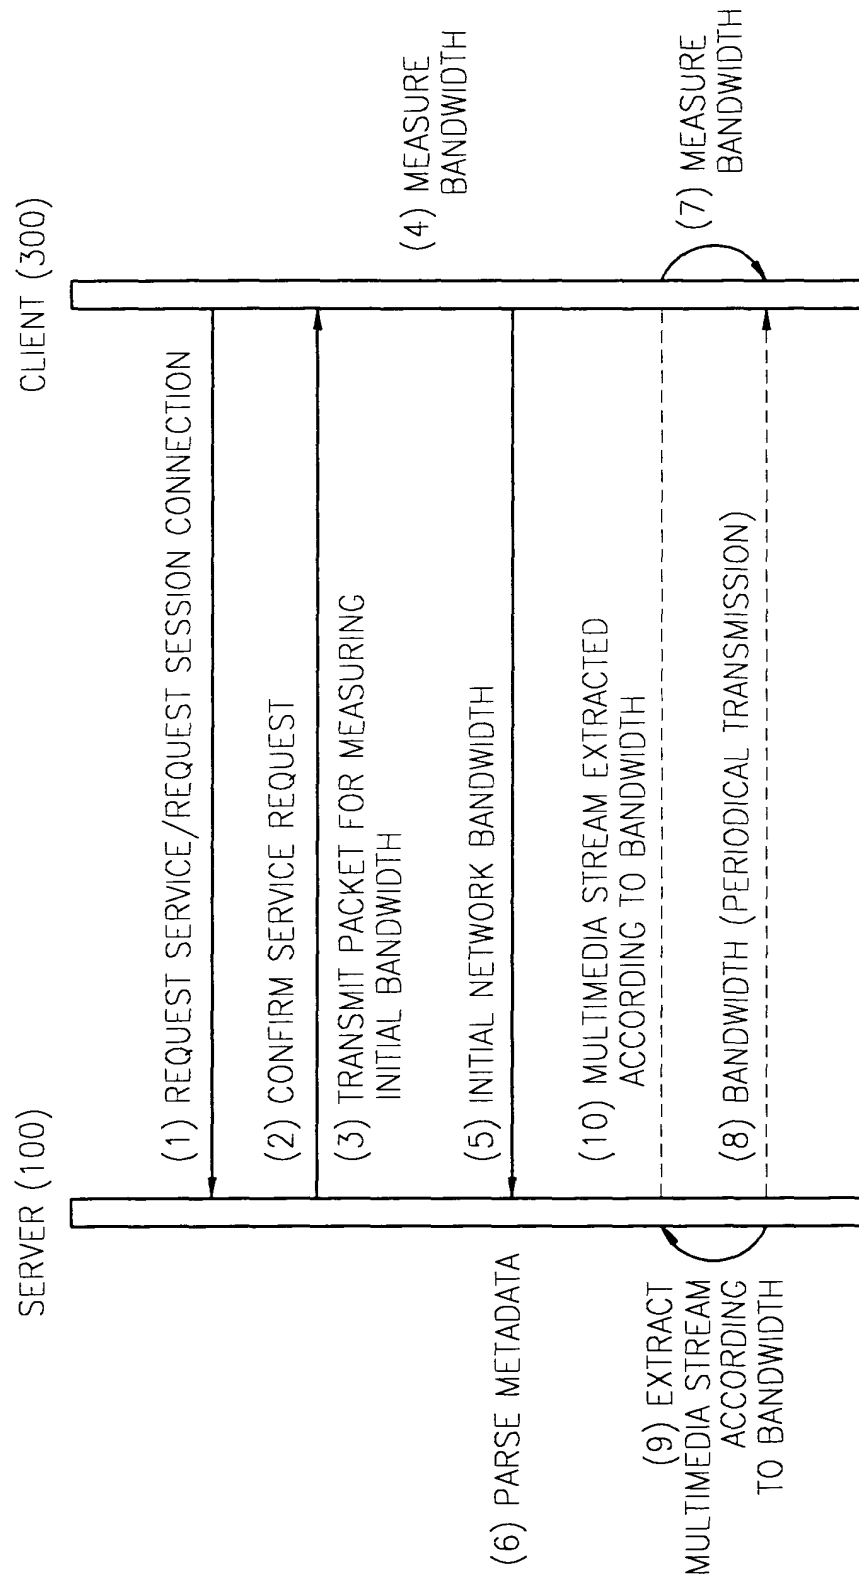 SERVER (100)
CLIENT (300)
(1) REQUEST SERVICE/REQUEST SESSION CONNECTION
(2) CONFIRM SERVICE REQUEST
(3) TRANSMIT PACKET FOR MEASURING
INITIAL BANDWIDTH
(4) MEASURE
BANDWIDTH
(5) INITIAL NETWORK BANDWIDTH
(6) PARSE METADATA
(10) MULTIMEDIA STREAM EXTRACTED
ACCORDING TO BANDWIDTH
(7) MEASURE
BANDWIDTH
(8) BANDWIDTH (PERIODICAL TRANSMISSION)
(9) EXTRACT
MULTIMEDIA STREAM
ACCORDING
TO BANDWIDTH